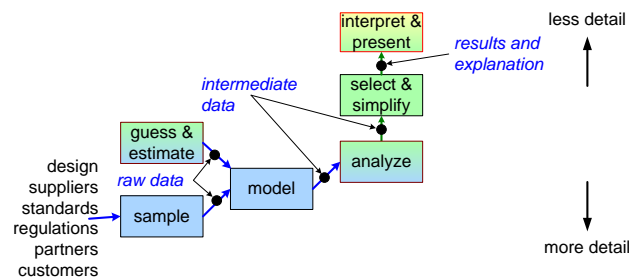 interpret &
present
less detail
results and
explanation
intermediate
data
select &
simplify
guess &
estimate
analyze
design
suppliers
standards
regulations
partners
customers
raw data
model
sample
more detail